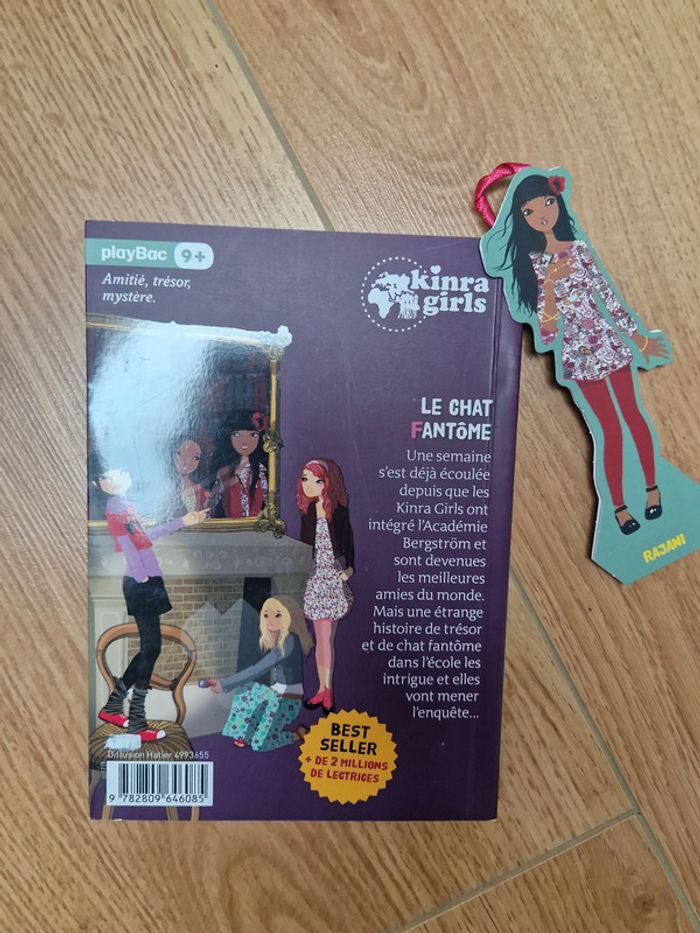 playBac 9+
Amitié, trésor,
mystère.
kinra
girls
LE CHAT
FANTÔME
Une semaine
s'est déjà écoulée
depuis que les
Kinra Girls ont
intégré l'Académie
Bergström et
sont devenues
les meilleures
amies du monde.
Mais une étrange
histoire de trésor
et de chat fantôme
dans l'école les
intrigue et elles
vont mener
l'enquête...
BEST
SELLER
+ DE 2 MILLIONS
DE LECTRICES
Diffusion Hatier 4993655
9 782809 646085
RAJANI